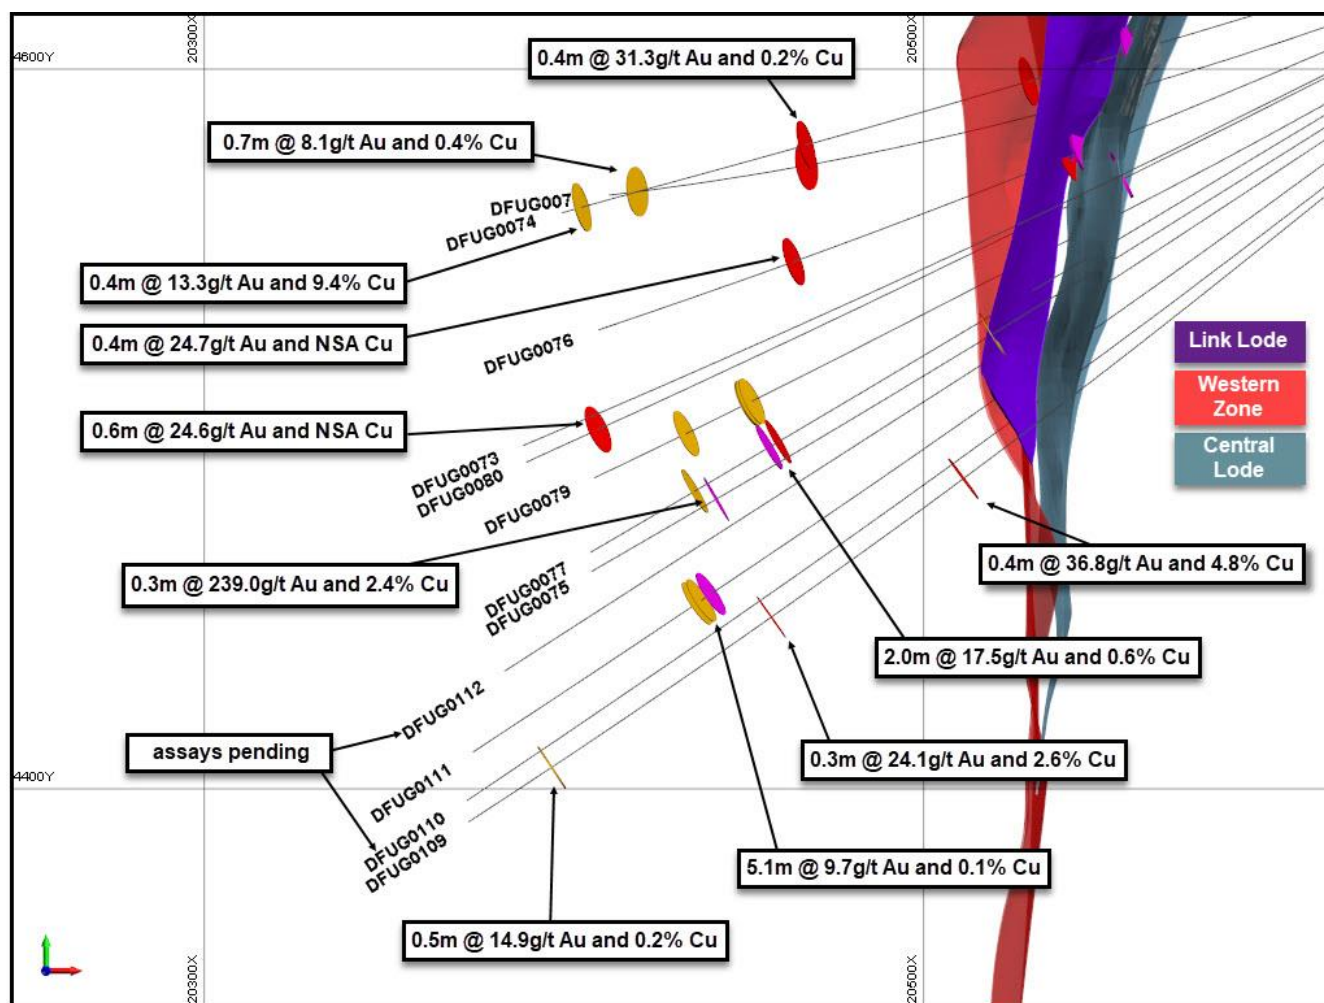 20300X
20500X
4600Y
0.4m @ 31.3g/t Au and 0.2% Cu
0.7m @ 8.1g/t Au and 0.4% Cu
DFUG007
DFUG0074
0.4m @ 13.3g/t Au and 9.4% Cu
0.4m @ 24.7g/t Au and NSA Cu
DFUG0076
Link Lode
Western
Zone
Central
Lode
0.6m @ 24.6g/t Au and NSA Cu
DFUG0073
DFUG0080
DFUG0079
0.3m @ 239.0g/t Au and 2.4% Cu
DFUG0077
DFUG0075
0.4m @ 36.8g/t Au and 4.8% Cu
2.0m @ 17.5g/t Au and 0.6% Cu
DFUG0112
assays pending
0.3m @ 24.1g/t Au and 2.6% Cu
4400Y
DFUG0111
DFUG0110
DFUG0109
5.1m @ 9.7g/t Au and 0.1% Cu
0.5m @ 14.9g/t Au and 0.2% Cu
20300X
20500X